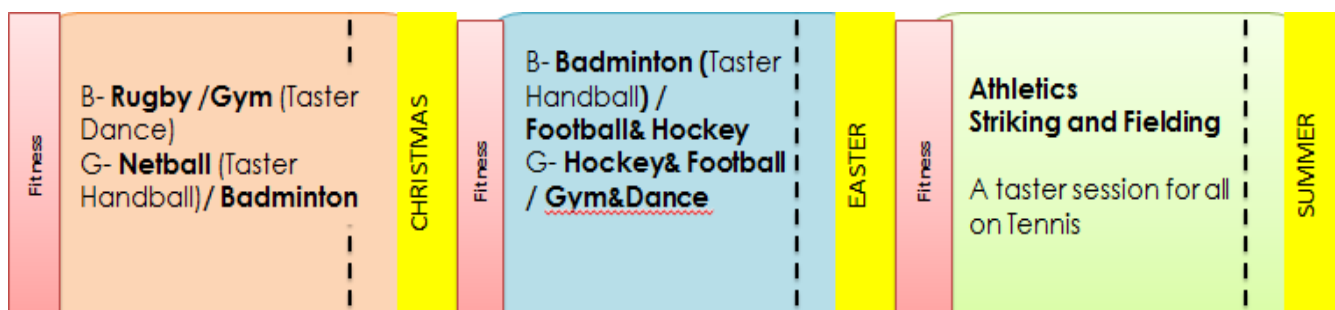 Fitness
B- Rugby /Gym (Taster
Dance)
G- Netball (Taster
Handball)/ Badminton
CHRISTMAS
Fitness
B- Badminton (Taster
Handball) /
Football& Hockey
G- Hockey& Football
/ Gym&Dance
EASTER
Fitness
Athletics
Striking and Fielding
A taster session for all
on Tennis
SUMMER